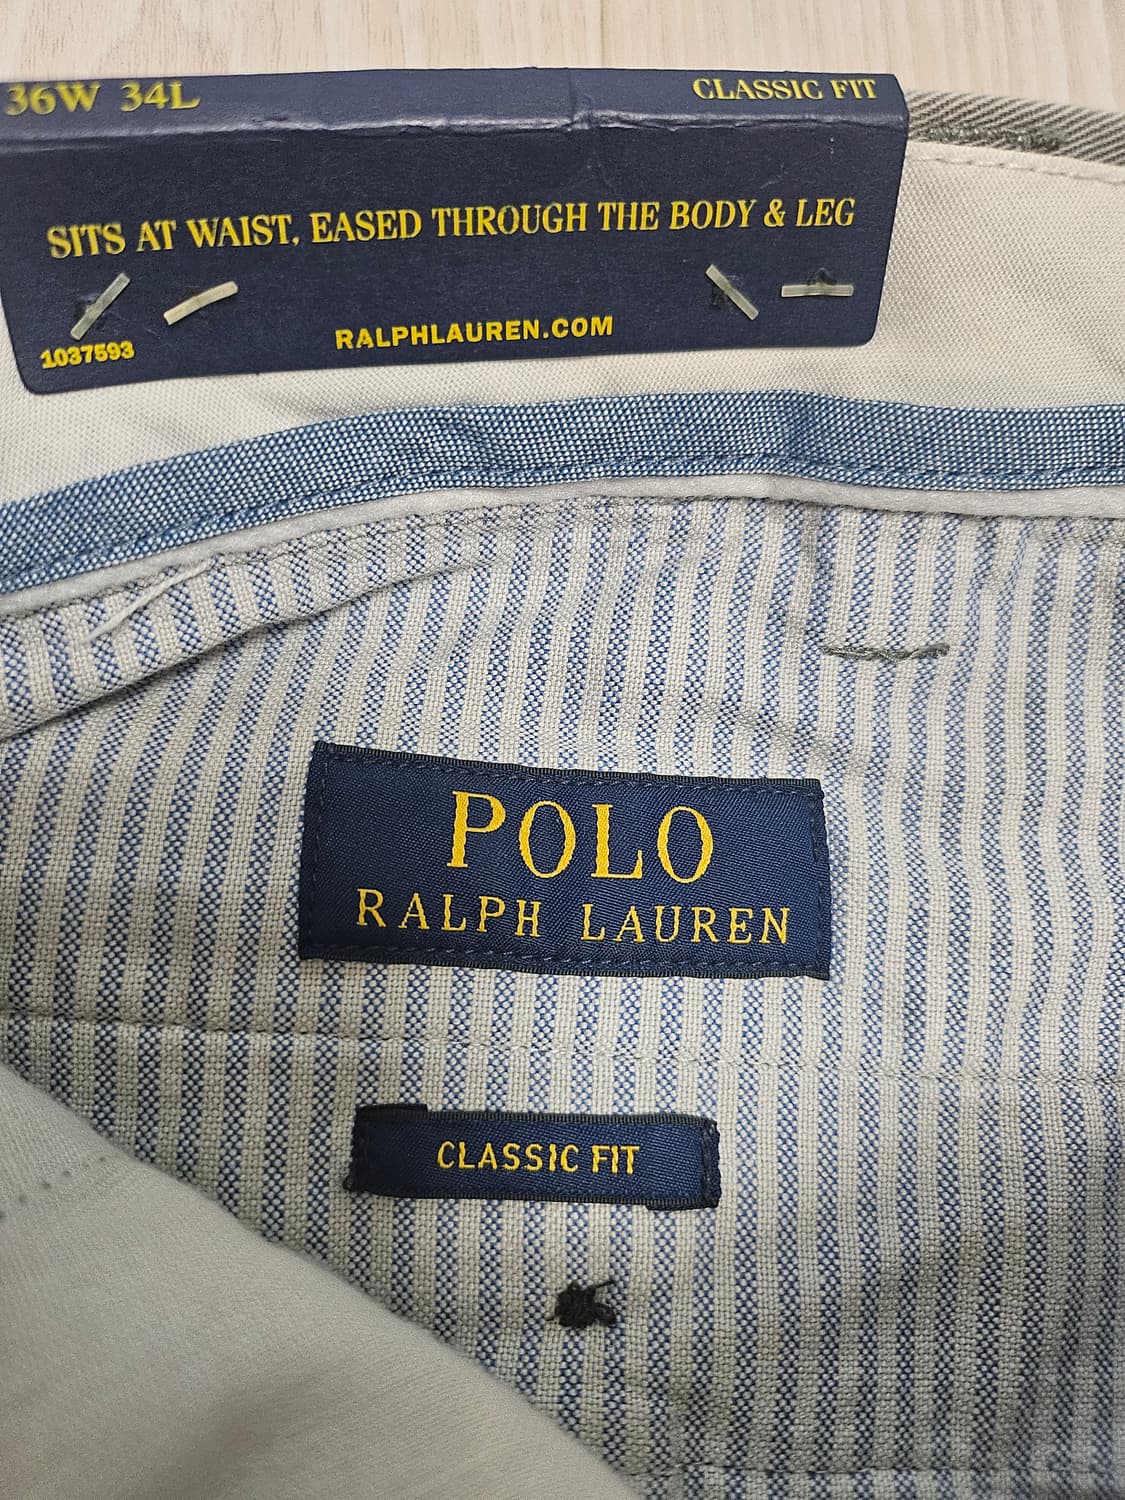 36W 34L
CLASSIC FIT
SITS AT WAIST, EASED THROUGH THE BODY & LEG
RALPHLAUREN.COM
1037593
POLO
RALPH LAUREN
CLASSIC FIT